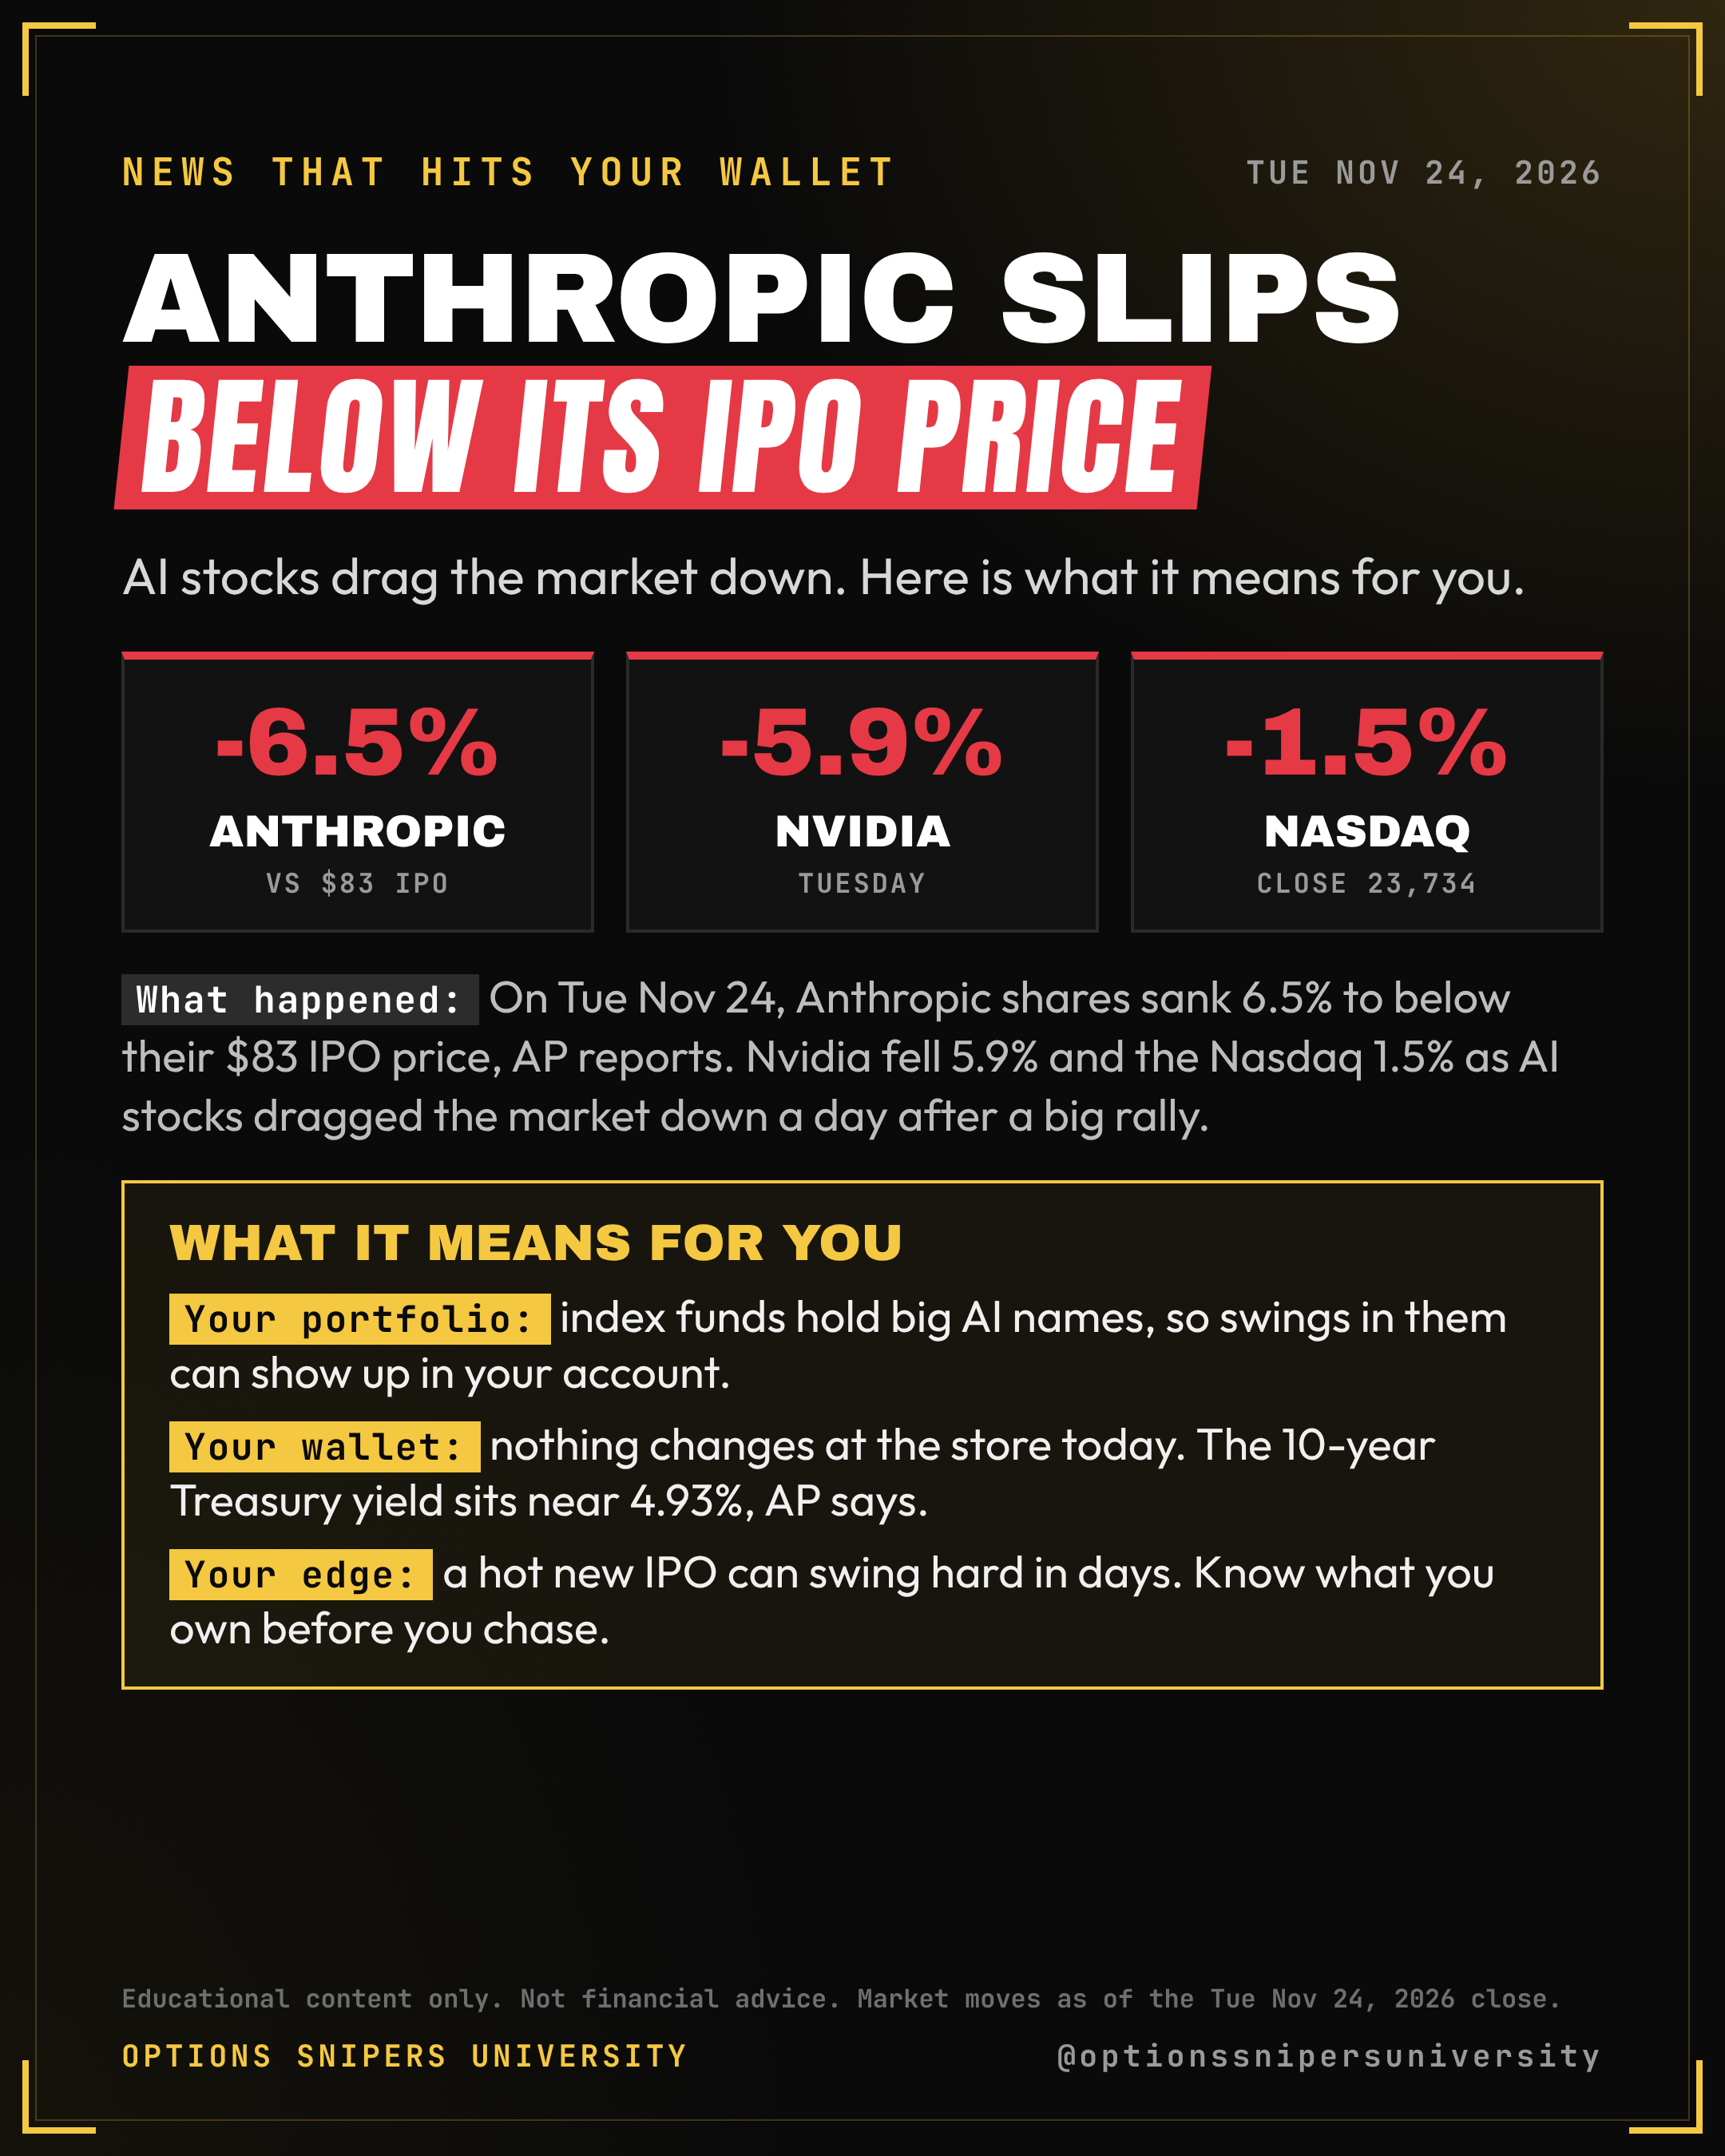 NEWS THAT HITS YOUR WALLET
TUE NOV 24, 2026
ANTHROPIC SLIPS
BELOW ITS IPO PRICE
AI stocks drag the market down. Here is what it means for you.
-6.5%
ANTHROPIC
VS $83 IPO
-5.9%
NVIDIA
TUESDAY
-1.5%
NASDAQ
CLOSE 23,734
What happened: On Tue Nov 24, Anthropic shares sank 6.5% to below
their $83 IPO price, AP reports. Nvidia fell 5.9% and the Nasdaq 1.5% as AI
stocks dragged the market down a day after a big rally.
WHAT IT MEANS FOR YOU
Your portfolio: index funds hold big AI names, so swings in them
can show up in your account.
Your wallet: nothing changes at the store today. The 10-year
Treasury yield sits near 4.93%, AP says.
Your edge: a hot new IPO can swing hard in days. Know what you
own before you chase.
Educational content only. Not financial advice. Market moves as of the Tue Nov 24, 2026 close.
OPTIONS SNIPERS UNIVERSITY
@optionssnipersuniversity